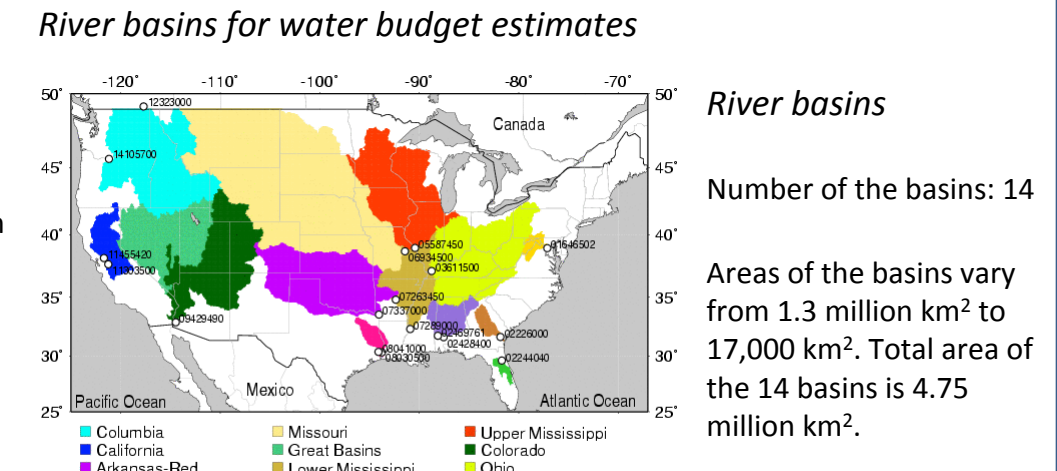 River basins for water budget estimates
-120° -110° -100° -90° -80° -70°
50° 50°
12323000
Canada
14105700
45° 45°
40° 40°
05587450
01646502
06934500
11455420
03611500
11303500
35° 35°
07263450
07337000
09429490
07289000
02469761
02226000
02428400
08041000
08030500
02244040
30° 30°
Mexico
Pacific Ocean
Atlantic Ocean
25° 25°
Columbia Missouri Upper Mississippi
California Great Basins Colorado
Arkansas-Red Lower Mississippi Ohio
River basins
Number of the basins: 14
Areas of the basins vary
from 1.3 million km² to
17,000 km². Total area of
the 14 basins is 4.75
million km².